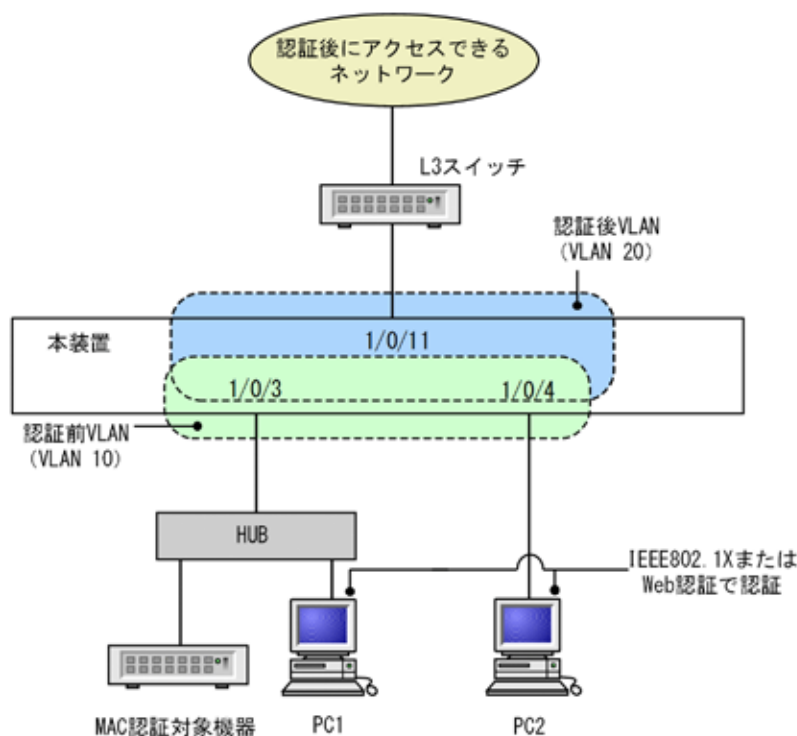 認証後にアクセスできる
ネットワーク
L3スイッチ
認証後VLAN
(VLAN 20)
本装置
1/0/11
1/0/3
1/0/4
認証前VLAN
(VLAN 10)
HUB
IEEE802.1Xまたは
Web認証で認証
MAC認証対象機器
PC1
PC2